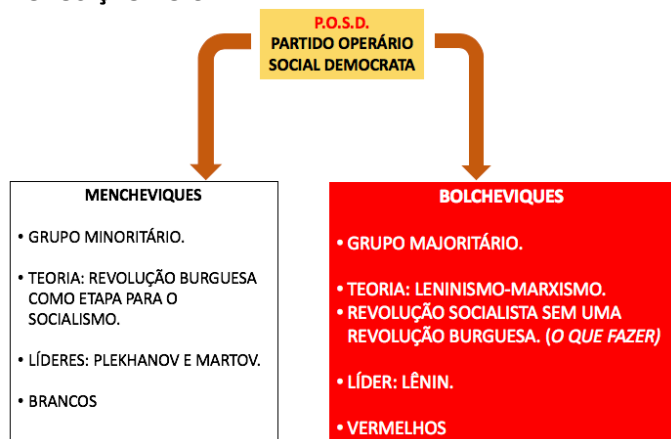 P.O.S.D.
PARTIDO OPERÁRIO
SOCIAL DEMOCRATA
MENCHEVIQUES
• GRUPO MINORITÁRIO.
• TEORIA: REVOLUÇÃO BURGUESA
COMO ETAPA PARA O
SOCIALISMO.
• LÍDERES: PLEKHANOV E MARTOV.
• BRANCOS
BOLCHEVIQUES
• GRUPO MAJORITÁRIO.
• TEORIA: LENINISMO-MARXISMO.
• REVOLUÇÃO SOCIALISTA SEM UMA
REVOLUÇÃO BURGUESA. (O QUE FAZER)
• LÍDER: LÊNIN.
• VERMELHOS